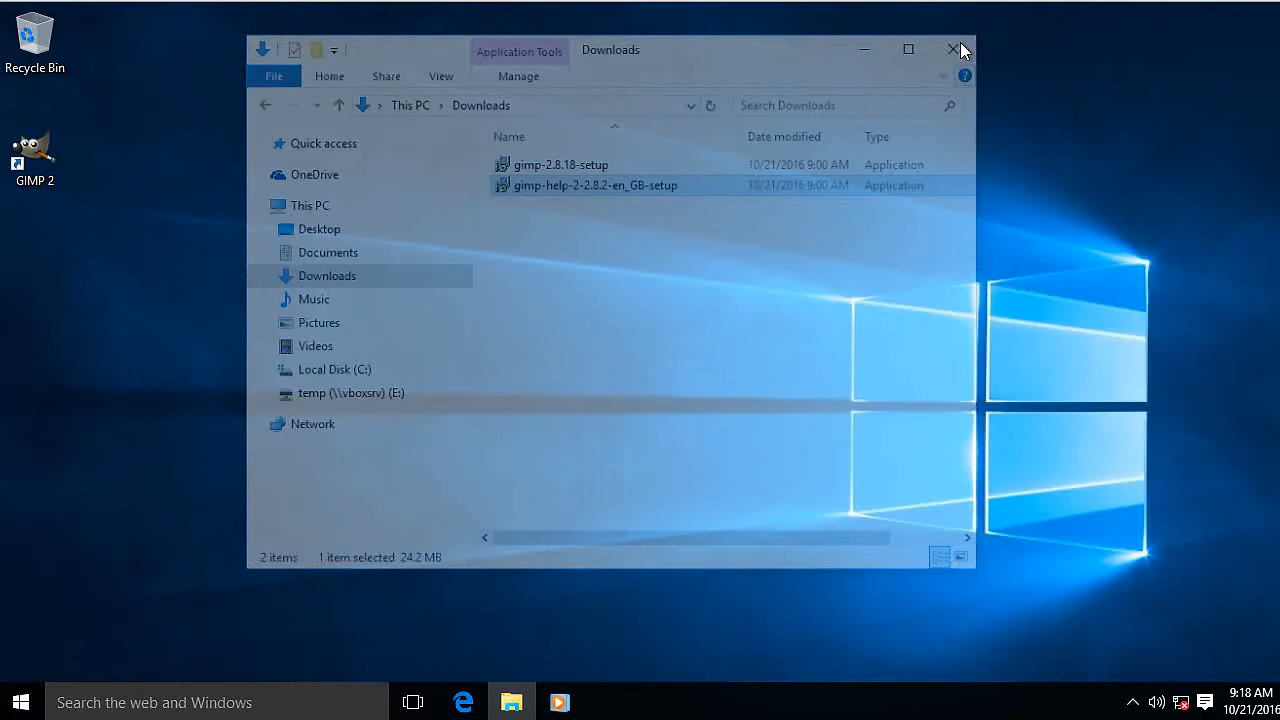 Recycle Bin
GIMP 2
Application Tools
Downloads
File
Home
Share
View
Manage
This PC
Downloads
Search Downloads
Name
Date modified
Type
gimp-2.8.18-setup
10/21/2016 9:00 AM
Application
gimp-help-2-2.8.2-en_GB-setup
10/21/2016 9:00 AM
Application
Quick access
OneDrive
This PC
Desktop
Documents
Downloads
Music
Pictures
Videos
Local Disk (C:)
temp (\\vboxsrv) (E:)
Network
2 items
1 item selected 24.2 MB
Search the web and Windows
9:18 AM
10/21/2016